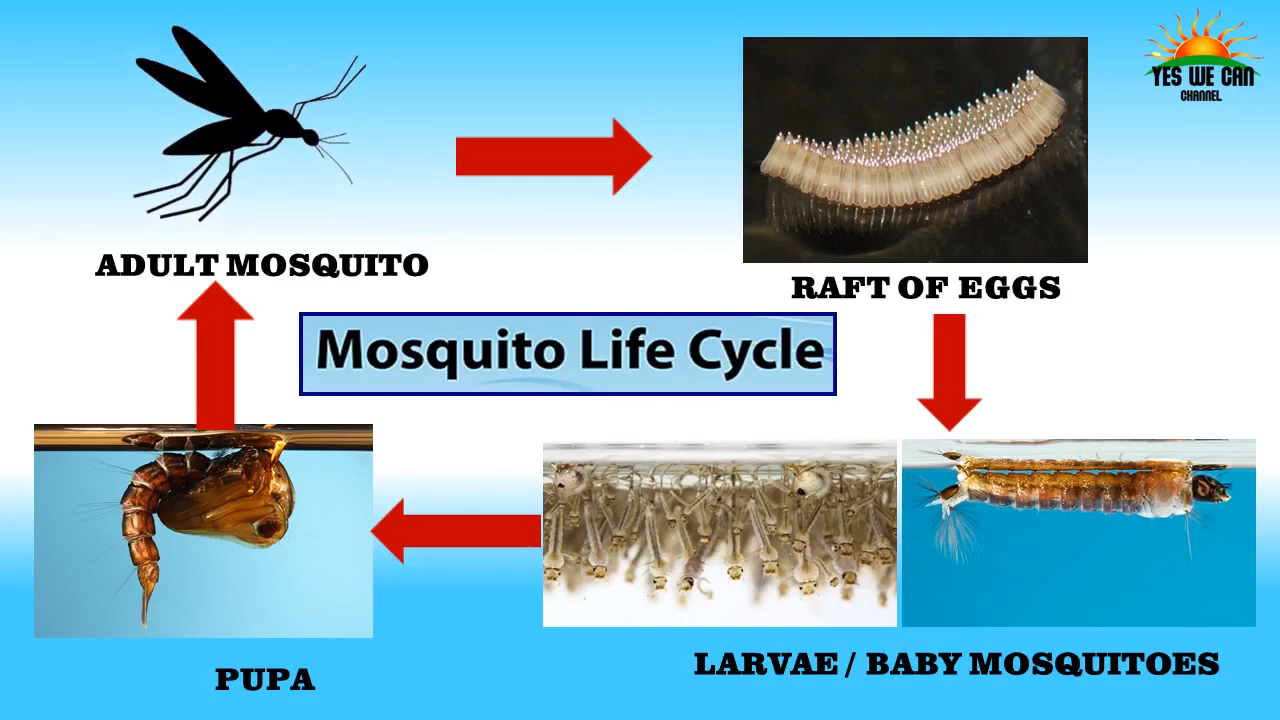 YES WE CAN
CHANNEL
ADULT MOSQUITO
RAFT OF EGGS
Mosquito Life Cycle
LARVAE / BABY MOSQUITOES
PUPA